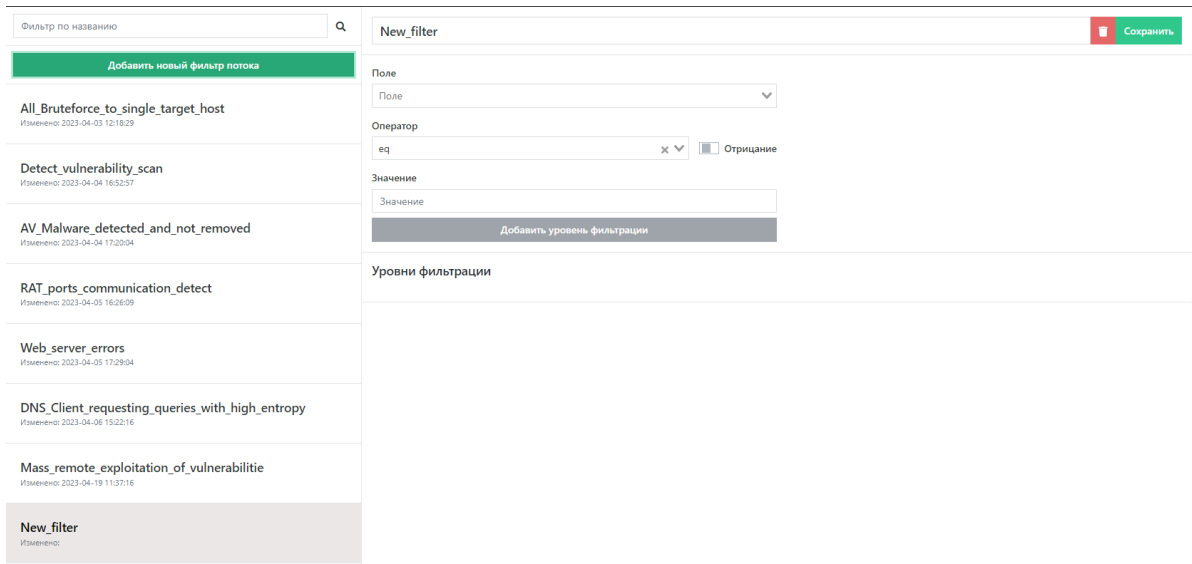 Фильтр по названию
Добавить новый фильтр потока
All_Bruteforce_to_single_target_host
Изменено: 2023-04-03 12:18:29
Detect_vulnerability_scan
Изменено: 2023-04-04 16:52:57
AV_Malware_detected_and_not_removed
Изменено: 2023-04-04 17:20:04
RAT_ports_communication_detect
Изменено: 2023-04-05 16:26:09
Web_server_errors
Изменено: 2023-04-05 17:29:04
DNS_Client_requesting_queries_with_high_entropy
Изменено: 2023-04-06 15:22:16
Mass_remote_exploitation_of_vulnerabilitie
Изменено: 2023-04-19 11:37:16
New_filter
Изменено:
New_filter
Сохранить
Поле
Поле
Оператор
eq
Отрицание
Значение
Значение
Добавить уровень фильтрации
Уровни фильтрации